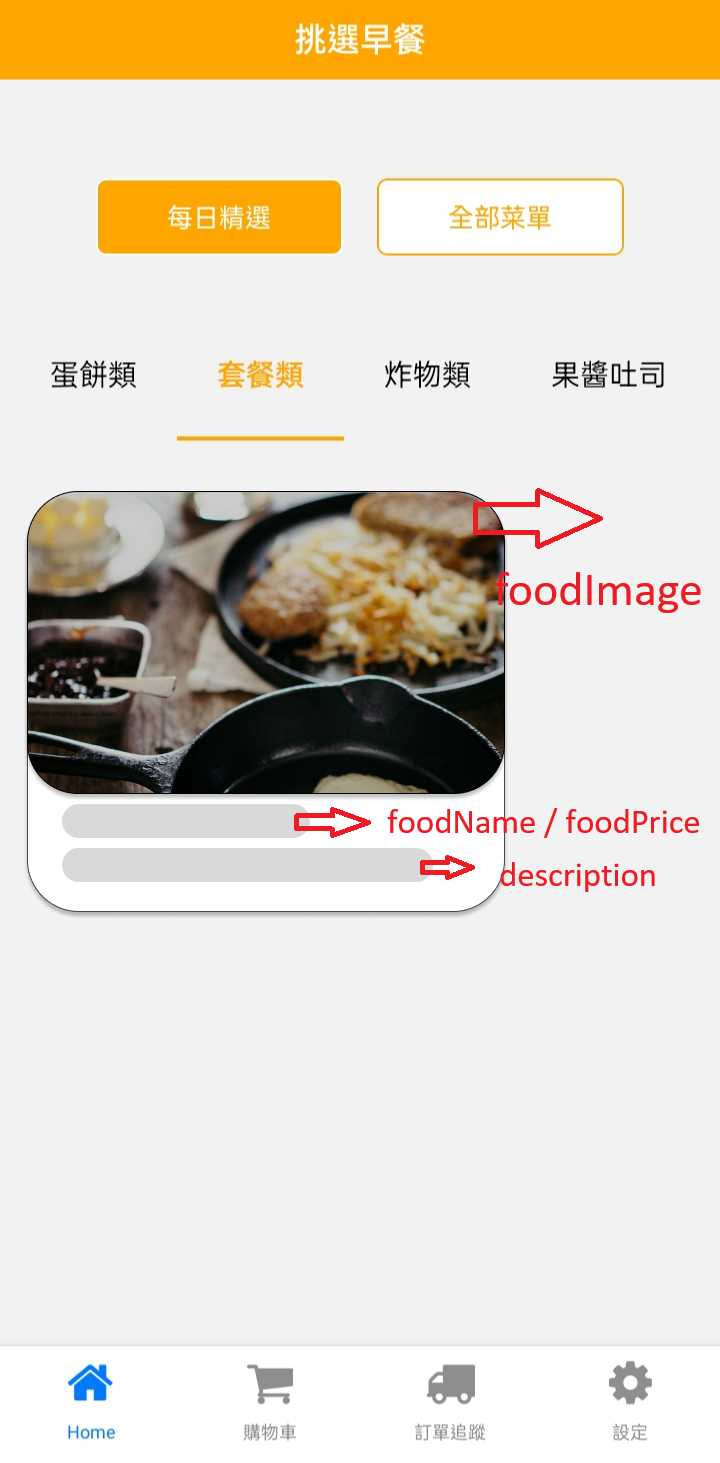 挑選早餐
每日精選 全部菜單
蛋餅類 套餐類 炸物類 果醬吐司
foodImage
foodName / foodPrice
description
Home 購物車 訂單追蹤 設定